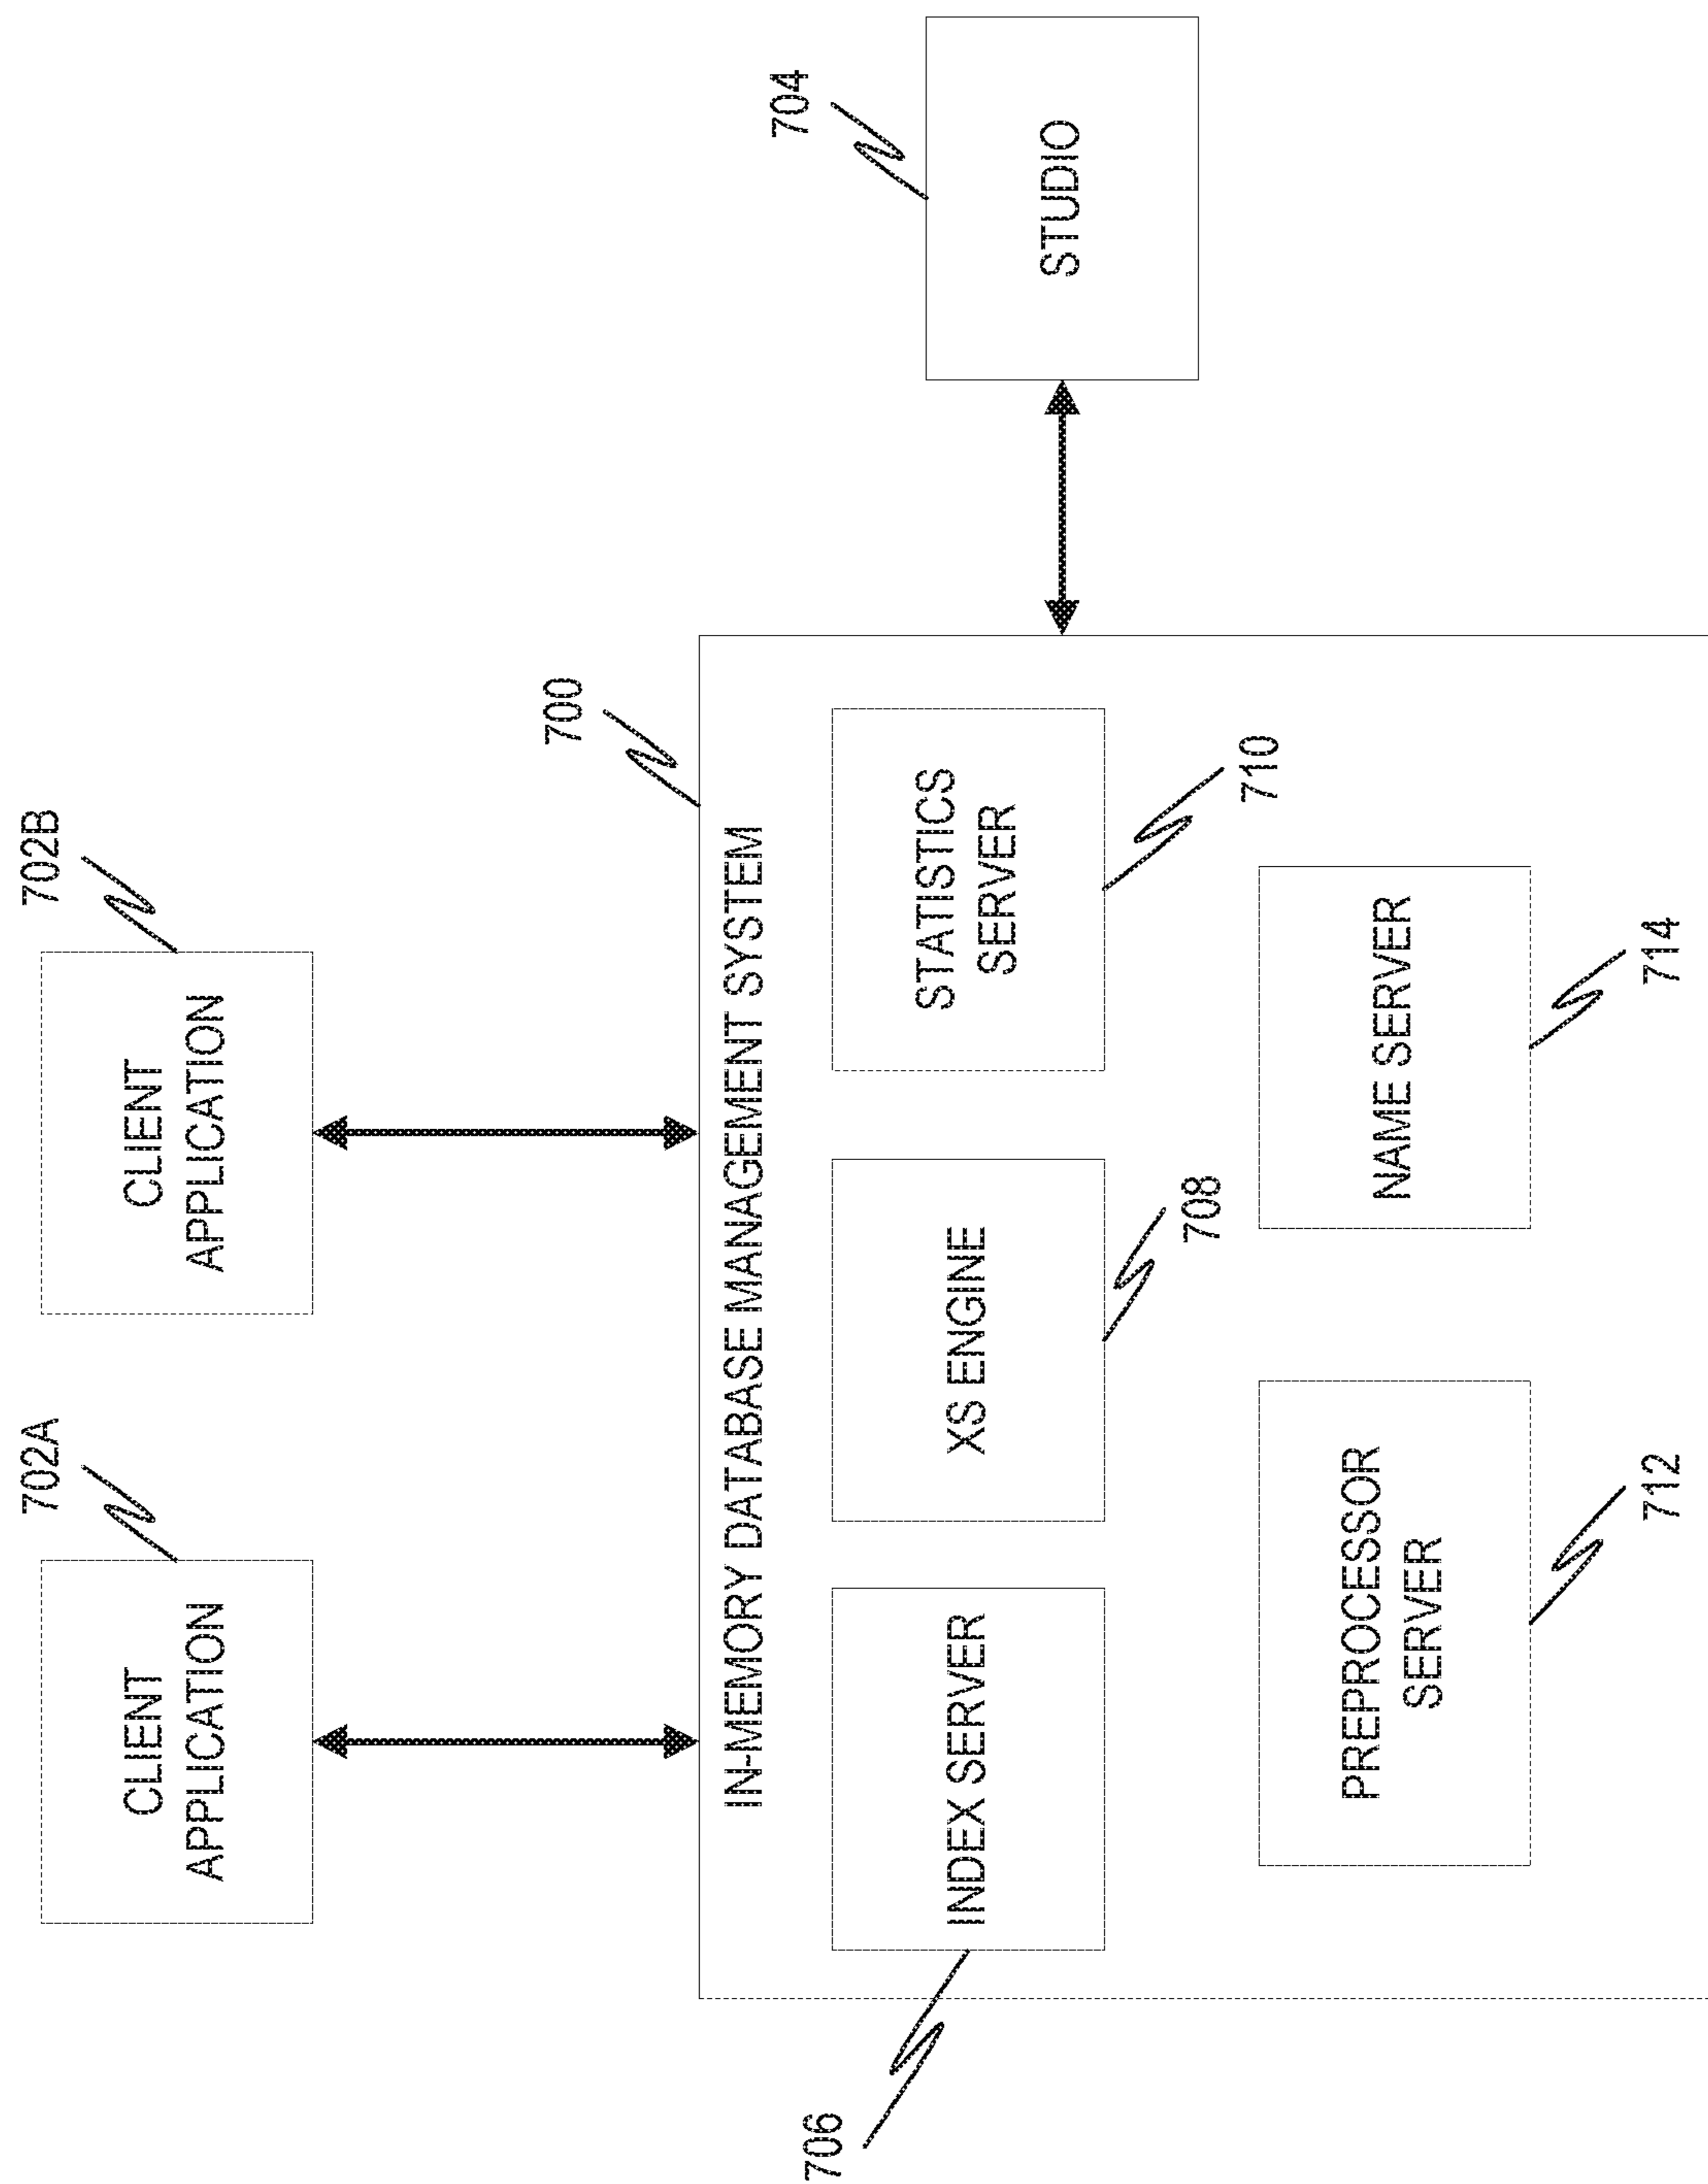 702A
702B
CLIENT
APPLICATION
CLIENT
APPLICATION
700
704
IN-MEMORY DATABASE MANAGEMENT SYSTEM
STUDIO
706
INDEX SERVER
XS ENGINE
STATISTICS
SERVER
708
710
PREPROCESSOR
SERVER
NAME SERVER
712
714